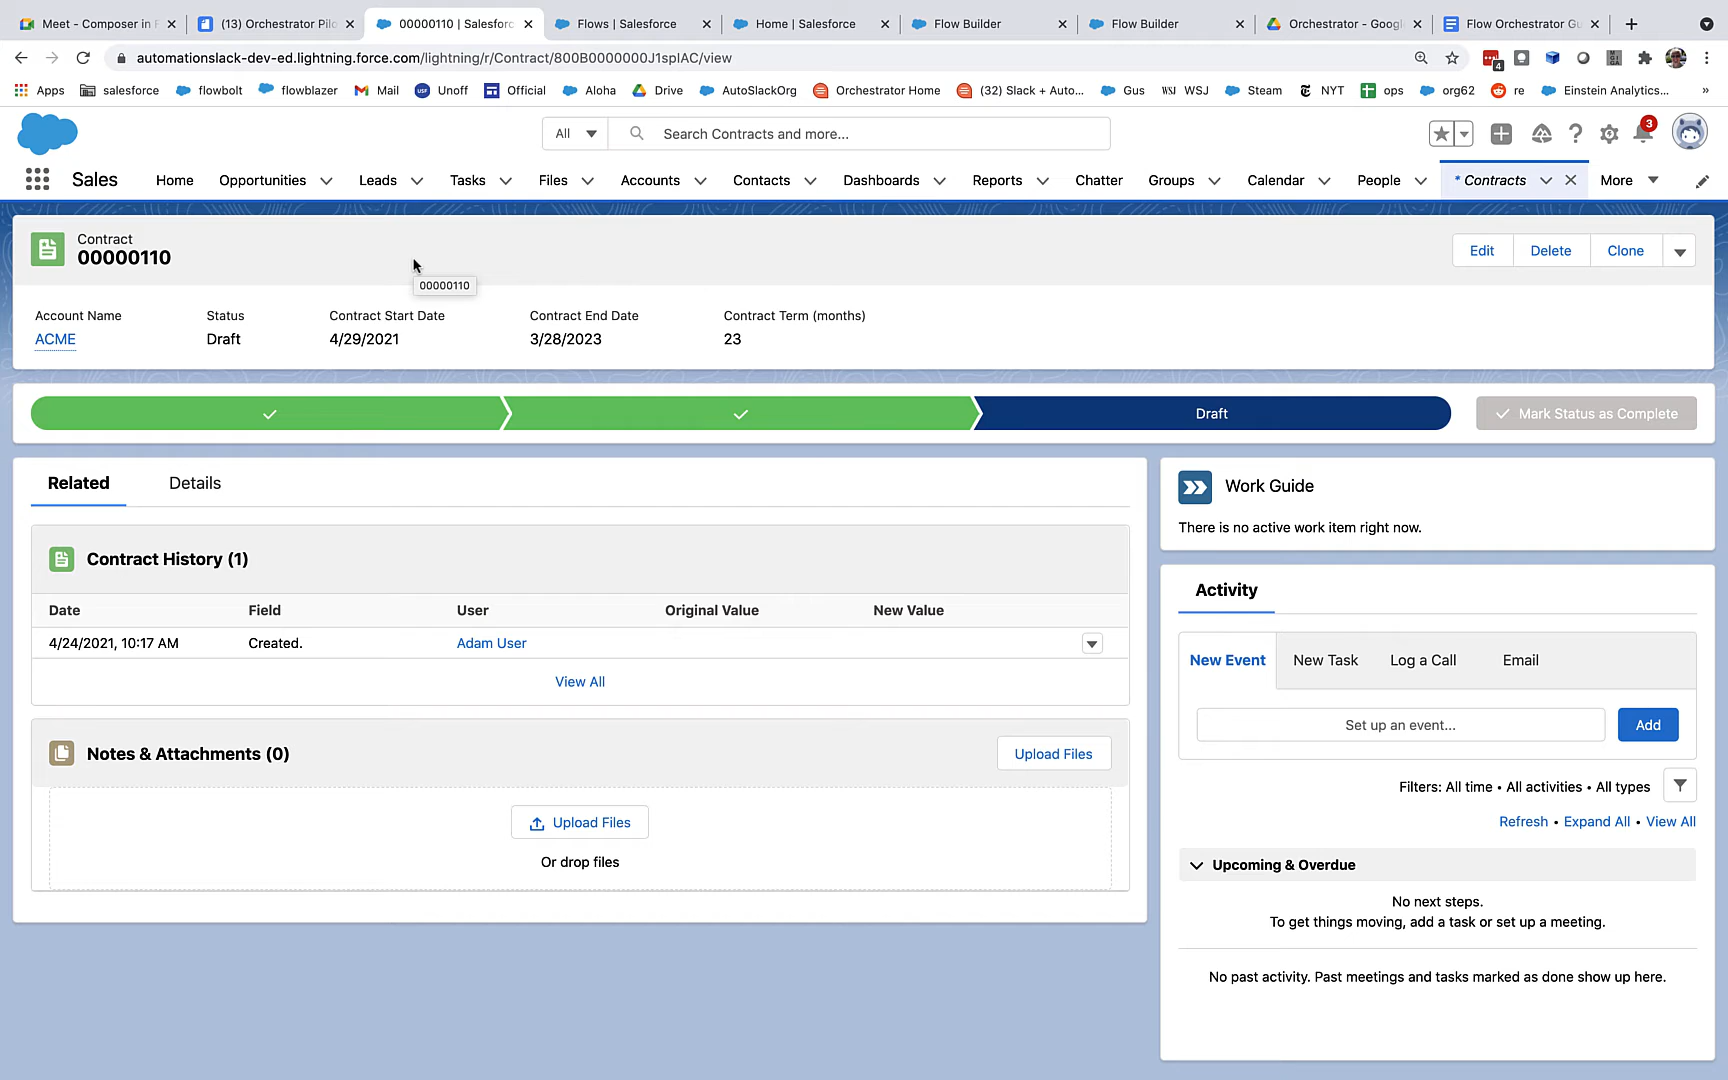 Meet - Composer in F
(13) Orchestrator Pilo
00000110 | Salesforc
Flows | Salesforce
Home | Salesforce
Flow Builder
Flow Builder
Orchestrator - Googl
Flow Orchestrator Gu
automationslack-dev-ed.lightning.force.com/lightning/r/Contract/800B0000000J1spIAC/view
4
Apps
salesforce
flowbolt
flowblazer
Mail
Unoff
Official
Aloha
Drive
AutoSlackOrg
Orchestrator Home
(32) Slack + Auto...
Gus
WSJ WSJ
Steam
NYT
ops
org62
re
Einstein Analytics...
»
All
Search Contracts and more...
3
Sales
Home
Opportunities
Leads
Tasks
Files
Accounts
Contacts
Dashboards
Reports
Chatter
Groups
Calendar
People
* Contracts
More
Contract
00000110
00000110
Edit
Delete
Clone
Account Name
Status
Contract Start Date
Contract End Date
Contract Term (months)
ACME
Draft
4/29/2021
3/28/2023
23
Draft
Mark Status as Complete
Related
Details
Contract History (1)
Date
Field
User
Original Value
New Value
4/24/2021, 10:17 AM
Created.
Adam User
View All
Notes & Attachments (0)
Upload Files
Upload Files
Or drop files
Work Guide
There is no active work item right now.
Activity
New Event
New Task
Log a Call
Email
Set up an event...
Add
Filters: All time • All activities • All types
Refresh • Expand All • View All
Upcoming & Overdue
No next steps.
To get things moving, add a task or set up a meeting.
No past activity. Past meetings and tasks marked as done show up here.